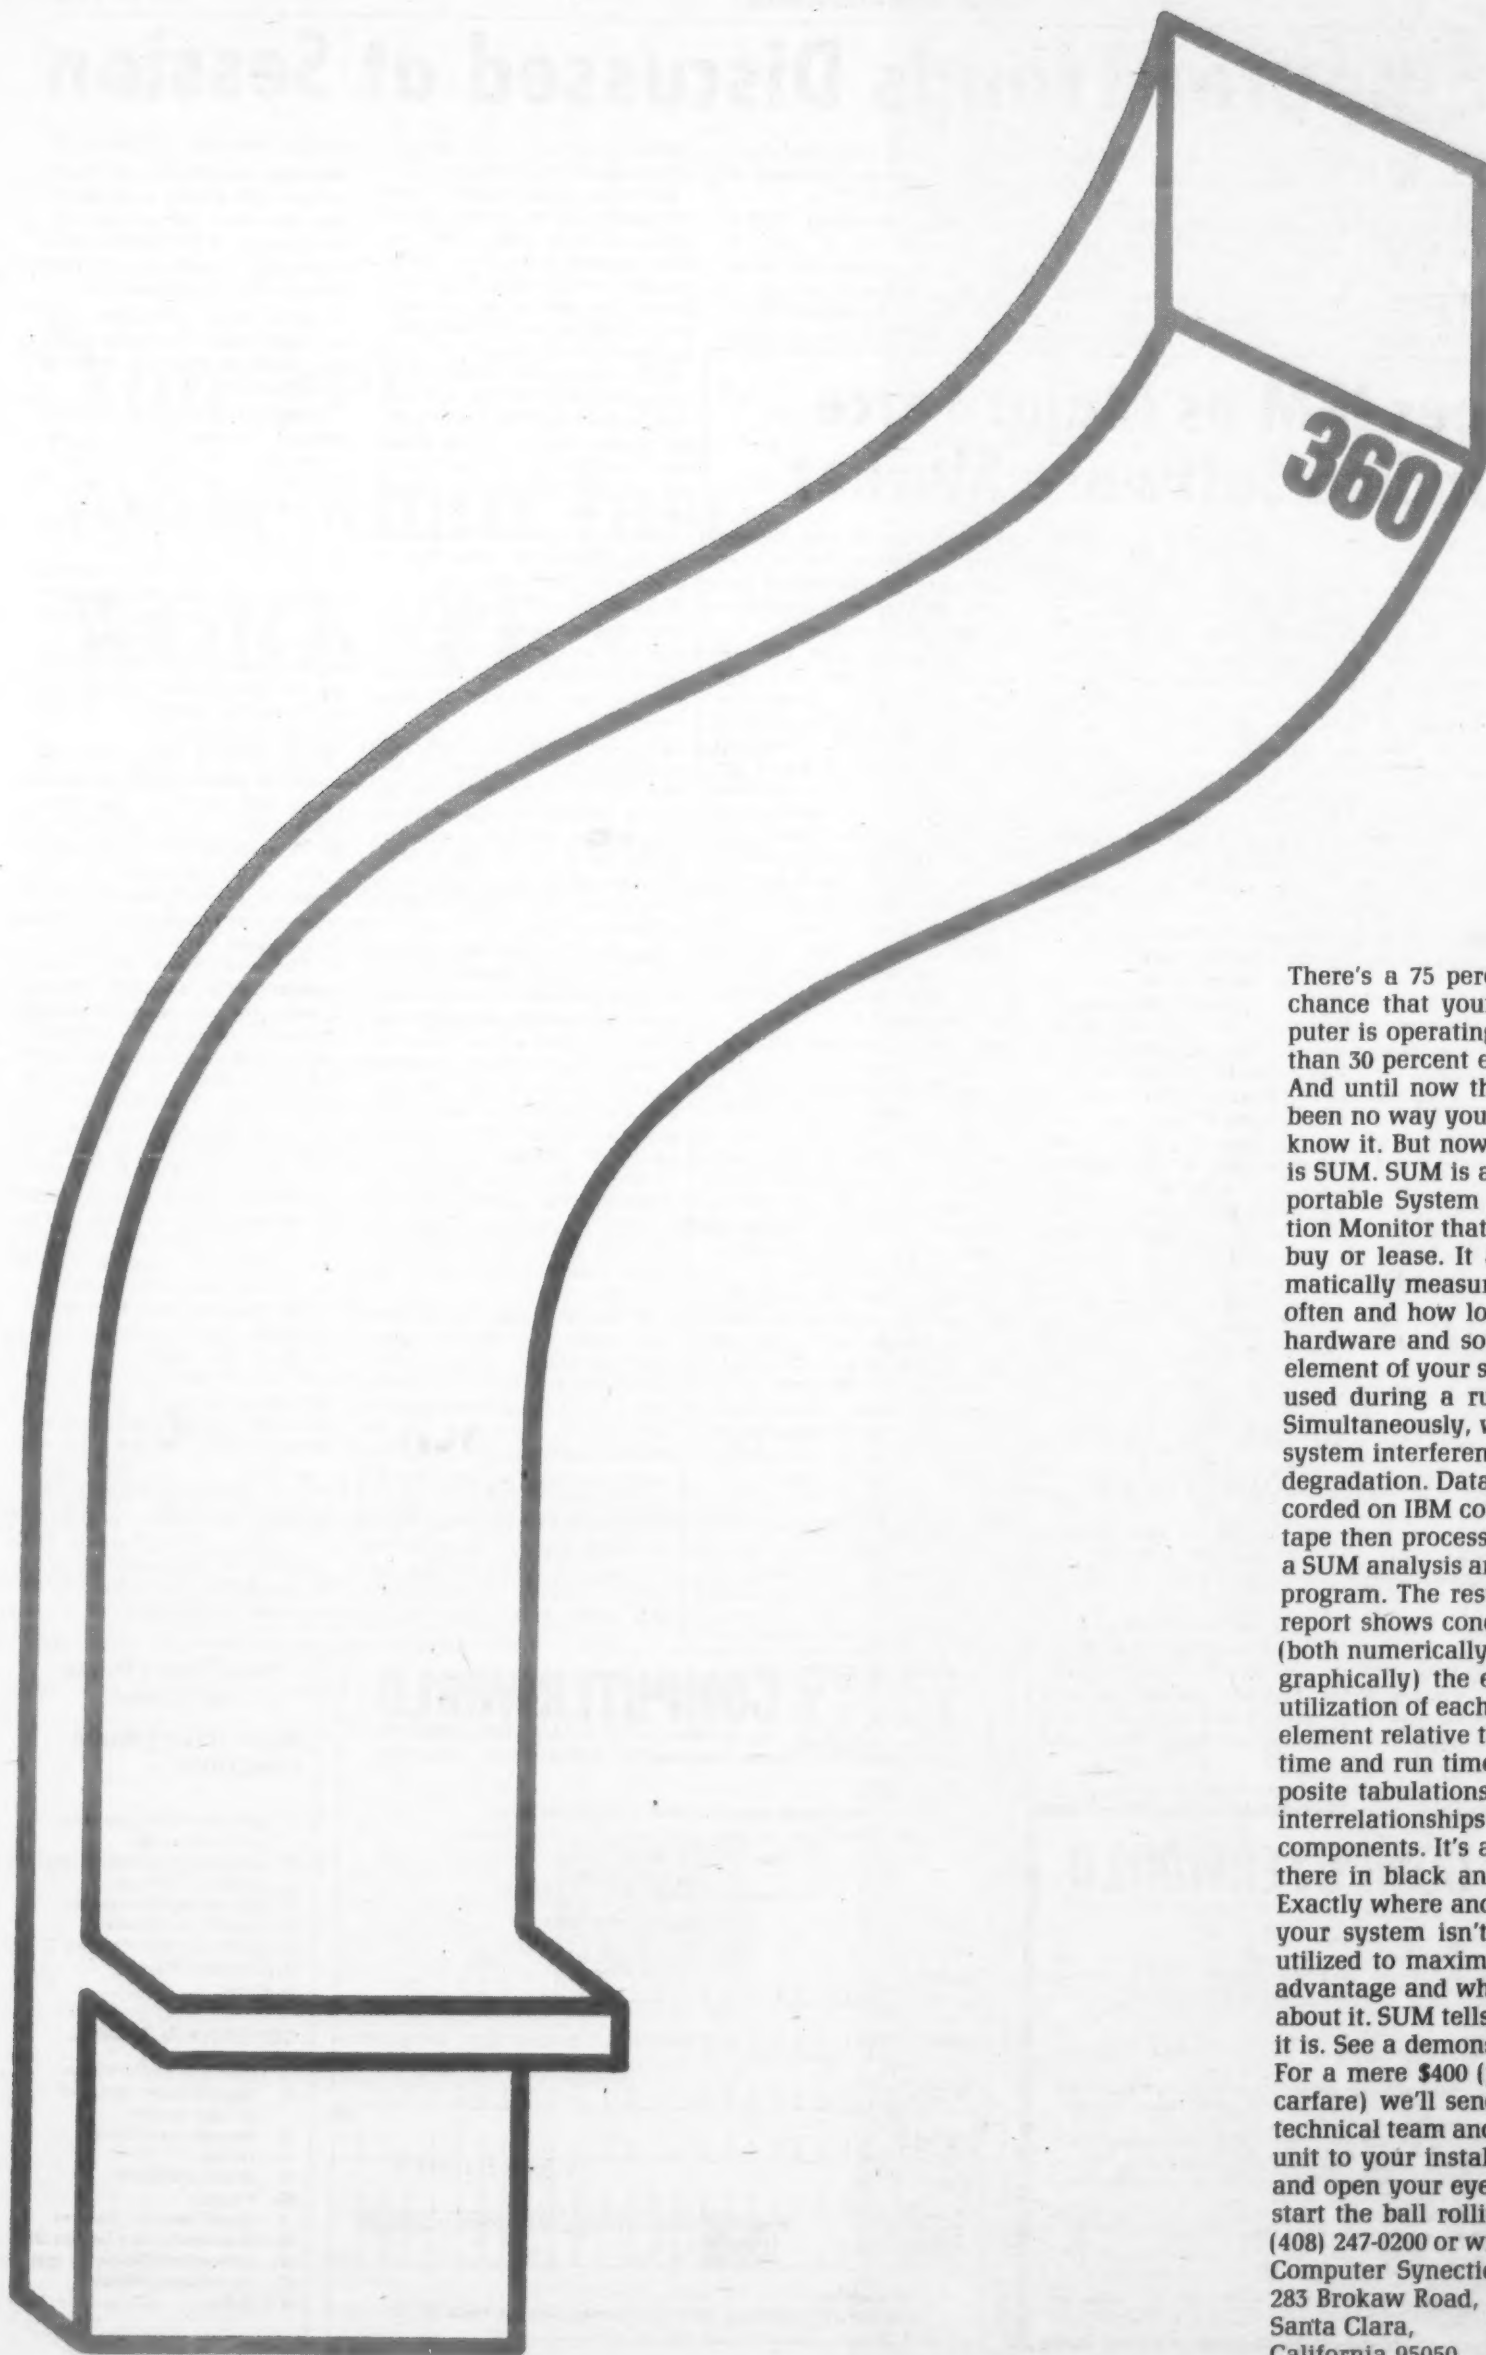 360
There's a 75 perc
chance that you
puter is operating
than 30 percent e
And until now th
been no way you
know it. But now
is SUM. SUM is a
portable System
tion Monitor that
buy or lease. It
matically measur
often and how lo
hardware and so
element of your s
used during a ru
Simultaneously, w
system interferen
degradation. Data
corded on IBM co
tape then process
a SUM analysis an
program. The res
report shows conc
(both numerically
graphically) the e
utilization of each
element relative t
time and run time
posite tabulations
interrelationships
components. It's a
there in black an
Exactly where and
your system isn't
utilized to maxim
advantage and wh
about it. SUM tells
it is. See a demons
For a mere $400 (
carfare) we'll send
technical team and
unit to your instal
and open your eye
start the ball rolli
(408) 247-0200 or w
Computer Synectic
283 Brokaw Road,
Santa Clara,
California 95050